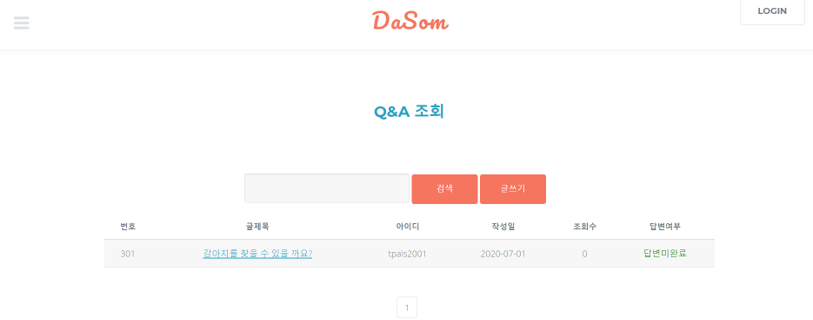 DaSom
LOGIN
Q&A 조회
검색 글쓰기
번호 글제목 아이디 작성일 조회수 답변여부
301 강아지를 찾을 수 있을 까요? tpals2001 2020-07-01 0 답변미완료
1